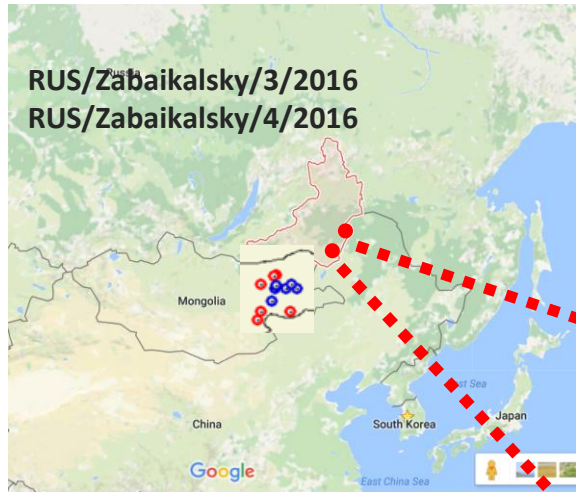 Russia
RUS/Zabaikalsky/3/2016
RUS/Zabaikalsky/4/2016
Mongolia
East Sea
China
South Korea
Japan
Google
East China Sea